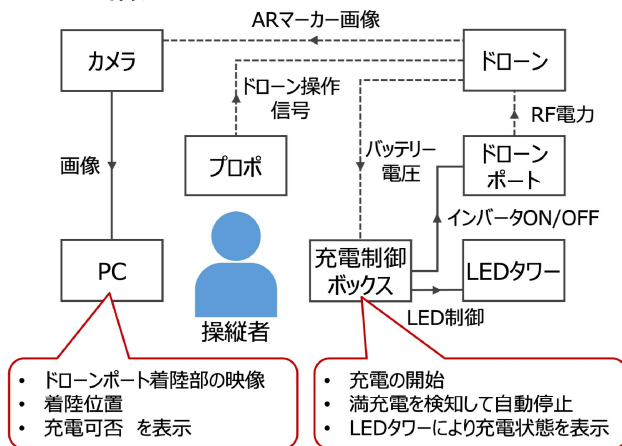 ARマーカー画像
カメラ
ドローン
ドローン操作
信号
RF電力
画像
プロポ
バッテリー
電圧
ドローン
ポート
インバータON/OFF
PC
充電制御
ボックス
LEDタワー
LED制御
操縦者
• ドローンポート着陸部の映像
• 着陸位置
• 充電可否 を表示
• 充電の開始
• 満充電を検知して自動停止
• LEDタワーにより充電状態を表示